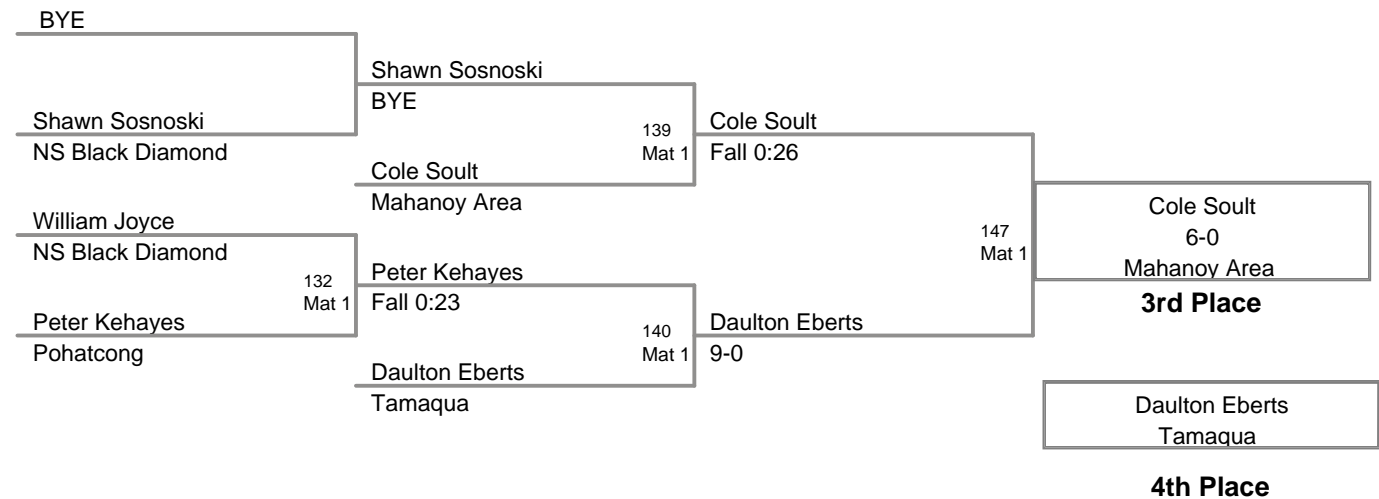 BYE
Shawn Sosnoski
BYE
Shawn Sosnoski
NS Black Diamond
139
Mat 1
Cole Soult
Fall 0:26
Cole Soult
Mahanoy Area
William Joyce
NS Black Diamond
132
Mat 1
Peter Kehayes
Fall 0:23
Peter Kehayes
Pohatcong
140
Mat 1
Daulton Eberts
9-0
Daulton Eberts
Tamaqua
147
Mat 1
Cole Soult
6-0
Mahanoy Area
3rd Place
Daulton Eberts
Tamaqua
4th Place